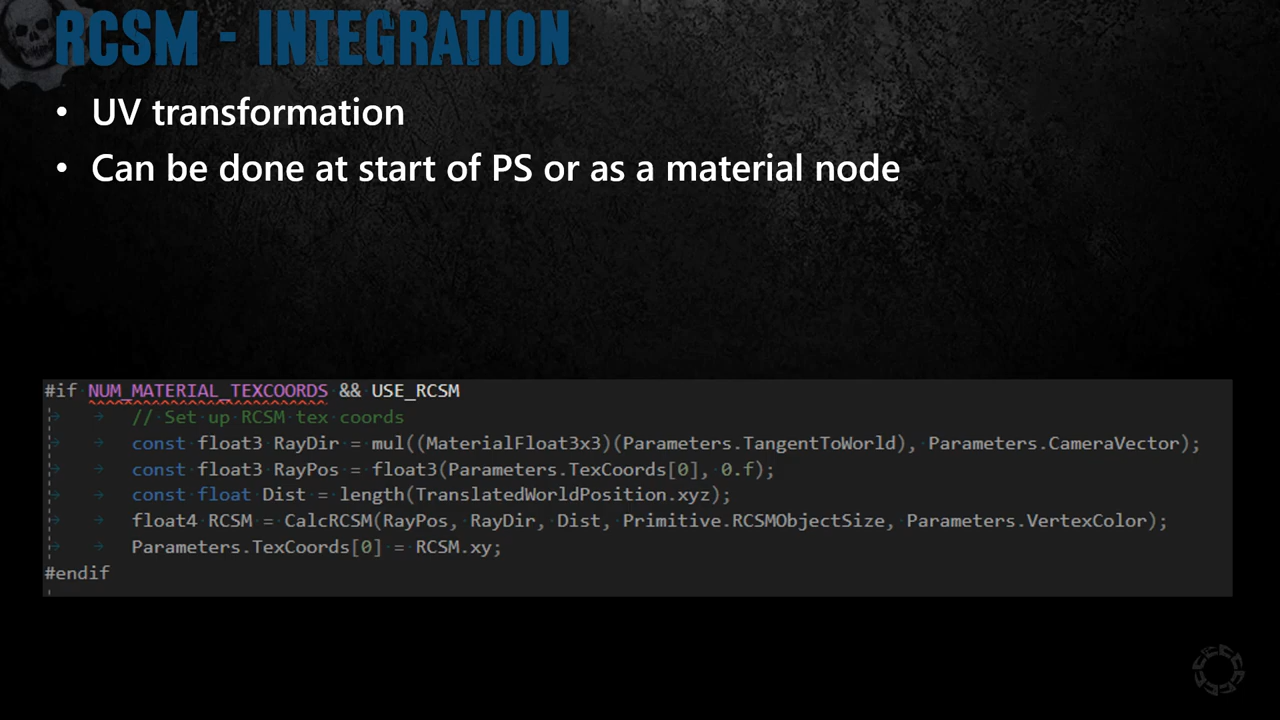 RCSM - INTEGRATION
• UV transformation
• Can be done at start of PS or as a material node
#if NUM_MATERIAL_TEXCOORDS && USE_RCSM
// Set up RCSM tex coords
const float3 RayDir = mul((MaterialFloat3x3)(Parameters.TangentToWorld), Parameters.CameraVector);
const float3 RayPos = float3(Parameters.TexCoords[0], 0.f);
const float Dist = length(TranslatedWorldPosition.xyz);
float4 RCSM = CalcRCSM(RayPos, RayDir, Dist, Primitive.RCSMObjectSize, Parameters.VertexColor);
Parameters.TexCoords[0] = RCSM.xy;
#endif